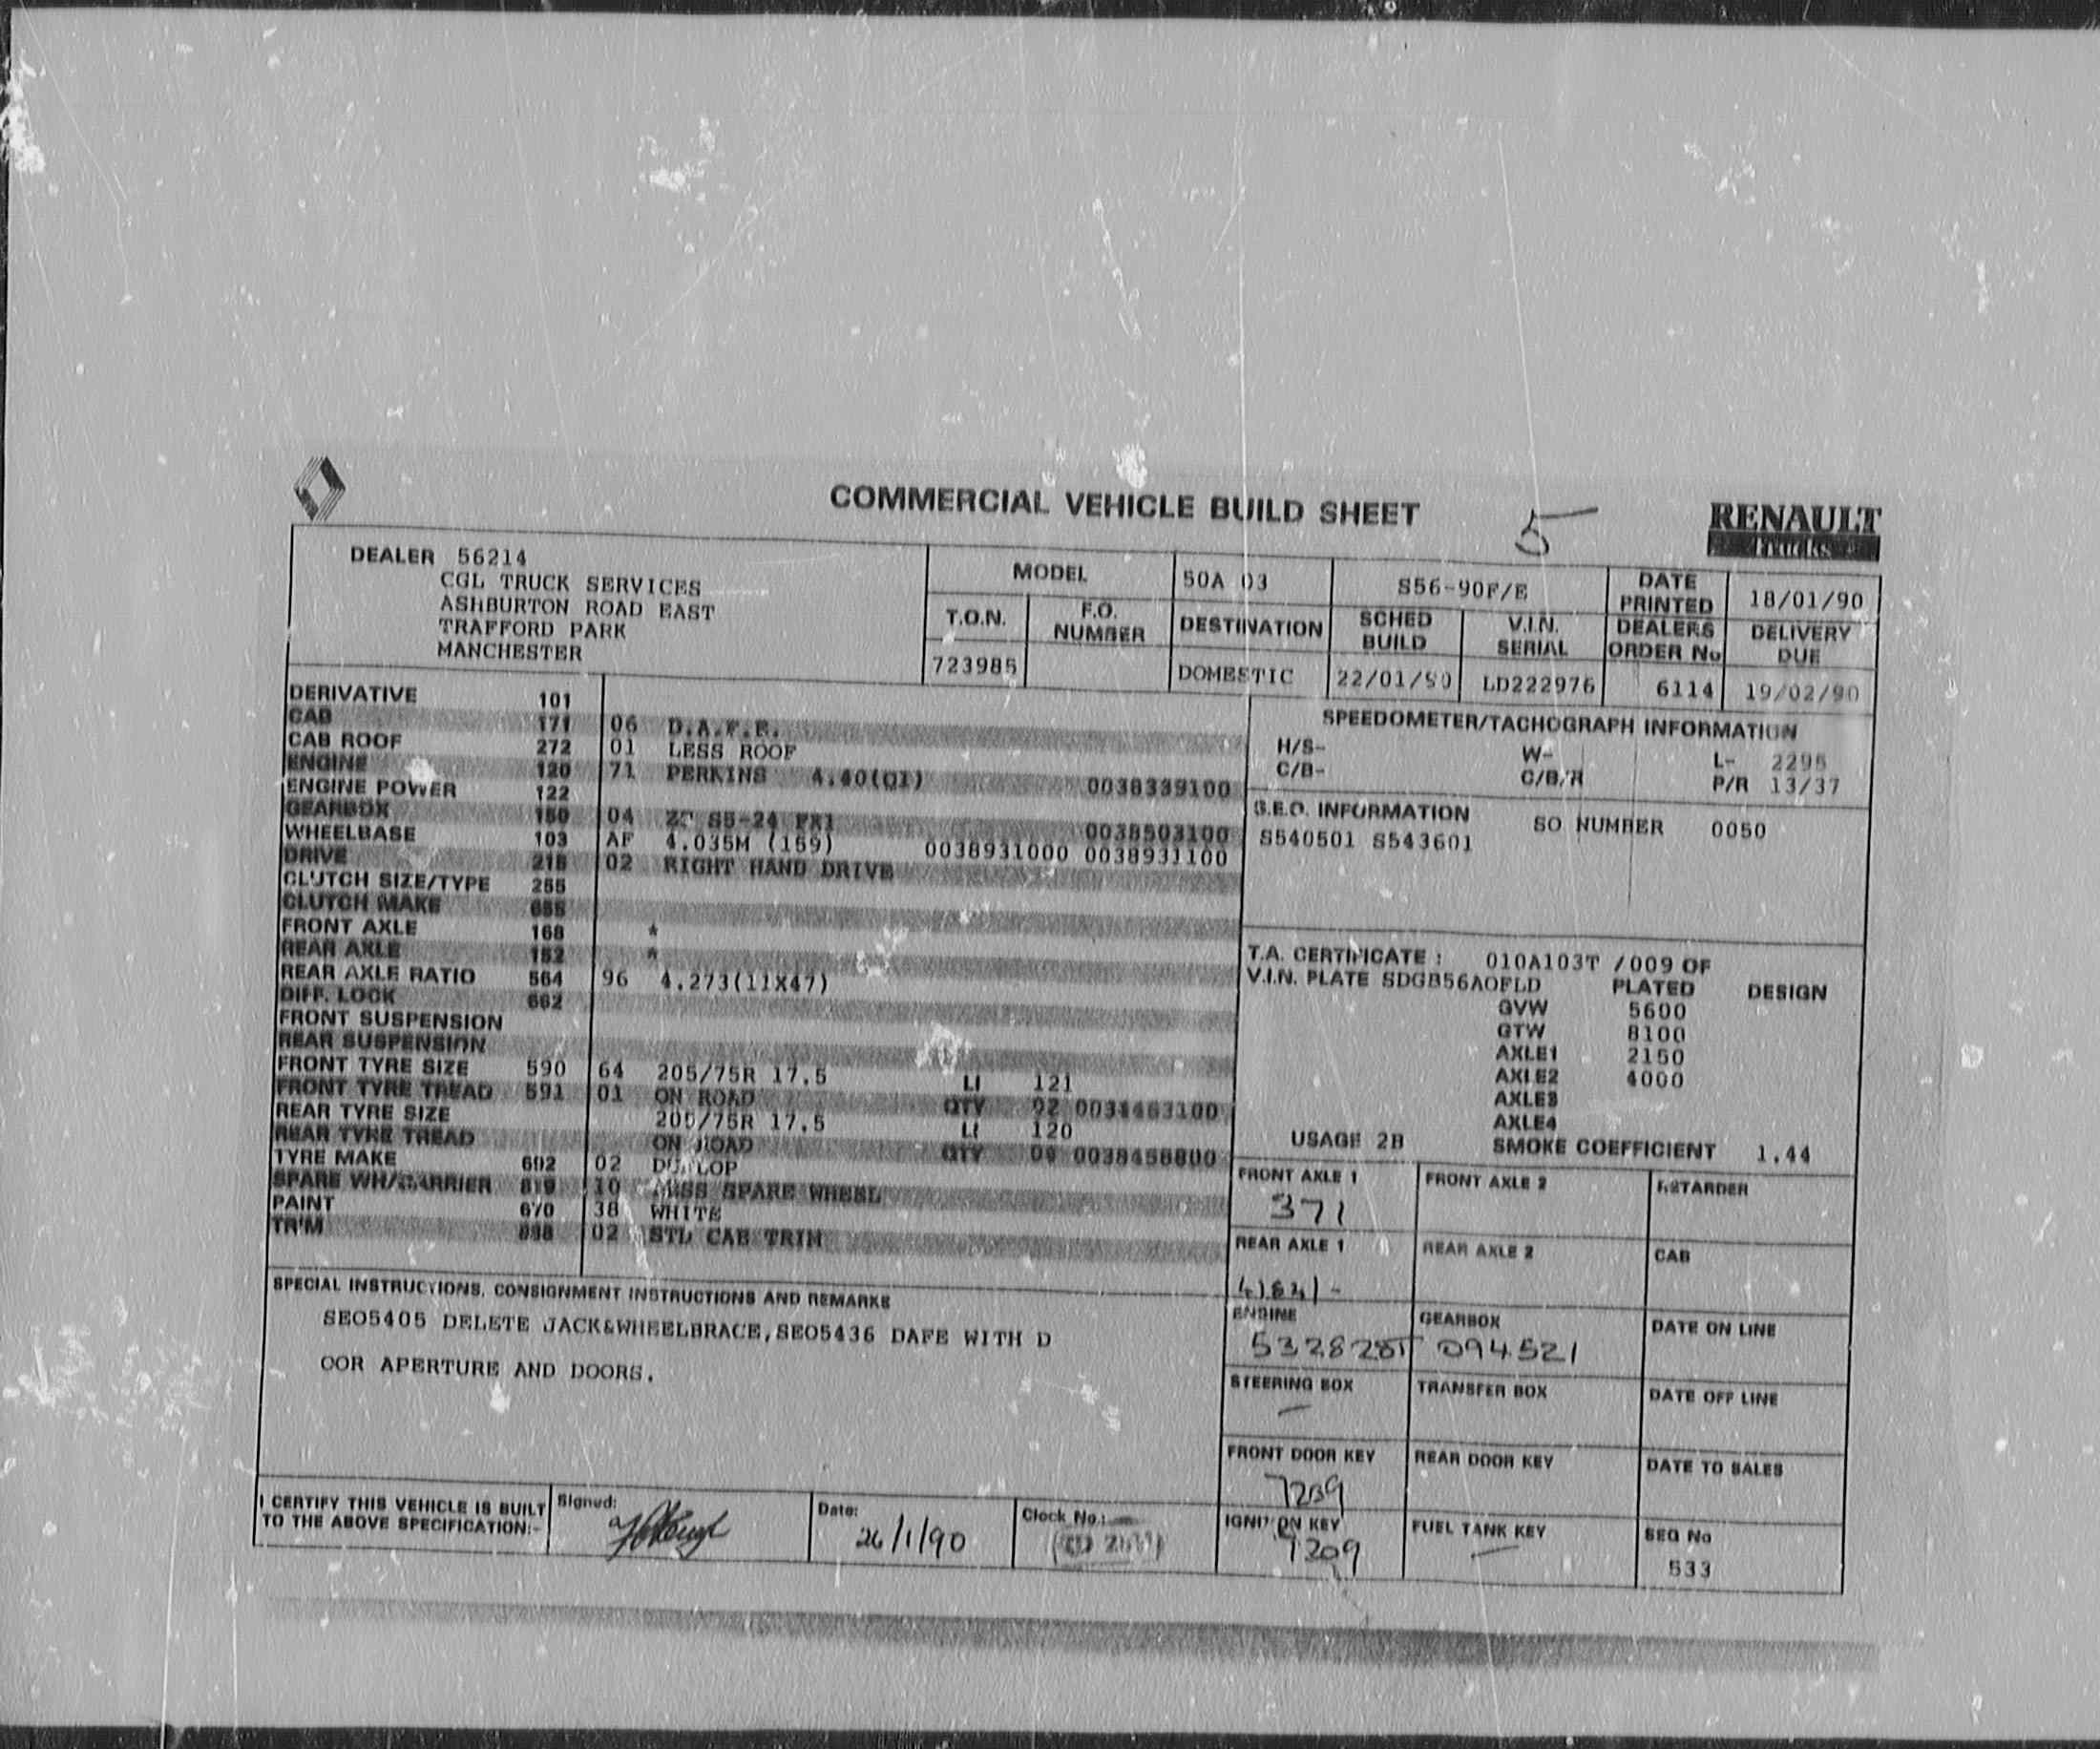 COMMERCIAL VEHICLE BUILD SHEET
5
RENAULT
Trucks
DEALER 56214
CGL TRUCK SERVICES
ASHBURTON ROAD EAST
TRAFFORD PARK
MANCHESTER
MODEL 50A 03 S56-90F/E DATE PRINTED 18/01/90
T.O.N. F.O. NUMBER DESTINATION SCHED BUILD V.I.N. SERIAL DEALERS ORDER No DELIVERY DUE
723985 DOMESTIC 22/01/90 LD222976 6114 19/02/90
DERIVATIVE 101
CAB 171 06 D.A.F.E.
CAB ROOF 272 01 LESS ROOF
ENGINE 120 71 PERKINS 4.40(Q1) 0038339100
ENGINE POWER 122
GEARBOX 150 04 ZF S5-24 FX1 0038503100
WHEELBASE 103 AF 4.035M (159) 0038931000 0038931100
DRIVE 218 02 RIGHT HAND DRIVE
CLUTCH SIZE/TYPE 255
CLUTCH MAKE 655
FRONT AXLE 168 *
REAR AXLE 152 *
REAR AXLE RATIO 564 96 4.273(11X47)
DIFF. LOCK 662
FRONT SUSPENSION
REAR SUSPENSION
FRONT TYRE SIZE 590 64 205/75R 17.5 LI 121
FRONT TYRE TREAD 591 01 ON ROAD QTY 02
REAR TYRE SIZE 205/75R 17.5 LI 120
REAR TYRE TREAD ON ROAD QTY
TYRE MAKE 602 02 DUNLOP
SPARE WH/CARRIER 819 10 MISS SPARE WHEEL
PAINT 670 38 WHITE
TRIM 02 STD CAB TRIM
SPEEDOMETER/TACHOGRAPH INFORMATION
H/S- W- L- 2295
C/B- C/B/R P/R 13/37
S.E.O. INFORMATION SO NUMBER 0050
S540501 S543601
T.A. CERTIFICATE : 010A103T /009 OF
V.I.N. PLATE SDGB56A0FLD PLATED DESIGN
GVW 5600
GTW 8100
AXLE1 2150
AXLE2 4000
AXLE3
AXLE4
USAGE 2B SMOKE COEFFICIENT 1.44
FRONT AXLE 1 FRONT AXLE 2 RETARDER
371
REAR AXLE 1 REAR AXLE 2 CAB
ENGINE GEARBOX DATE ON LINE
094521
STEERING BOX TRANSFER BOX DATE OFF LINE
FRONT DOOR KEY REAR DOOR KEY DATE TO SALES
7209
IGNITION KEY FUEL TANK KEY SEQ No
7209 533
SPECIAL INSTRUCTIONS, CONSIGNMENT INSTRUCTIONS AND REMARKS
SEO5405 DELETE JACK&WHEELBRACE,SEO5436 DAFE WITH D
OOR APERTURE AND DOORS.
I CERTIFY THIS VEHICLE IS BUILT
TO THE ABOVE SPECIFICATION:-
Signed:
Date: 26/1/90
Clock No.: